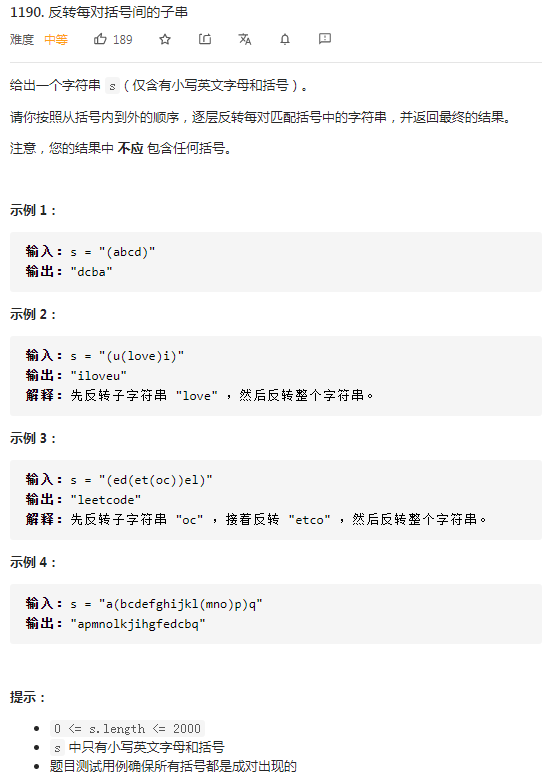 1190. 反转每对括号间的子串
难度 中等 189
给出一个字符串 s（仅含有小写英文字母和括号）。
请你按照从括号内到外的顺序，逐层反转每对匹配括号中的字符串，并返回最终的结果。
注意，您的结果中 不应 包含任何括号。
示例 1：
输入：s = "(abcd)"
输出："dcba"
示例 2：
输入：s = "(u(love)i)"
输出："iloveu"
解释：先反转子字符串 "love" ，然后反转整个字符串。
示例 3：
输入：s = "(ed(et(oc))el)"
输出："leetcode"
解释：先反转子字符串 "oc" ，接着反转 "etco" ，然后反转整个字符串。
示例 4：
输入：s = "a(bcdefghijkl(mno)p)q"
输出："apmnolkjihgfedcbq"
提示：
0 <= s.length <= 2000
s 中只有小写英文字母和括号
题目测试用例确保所有括号都是成对出现的